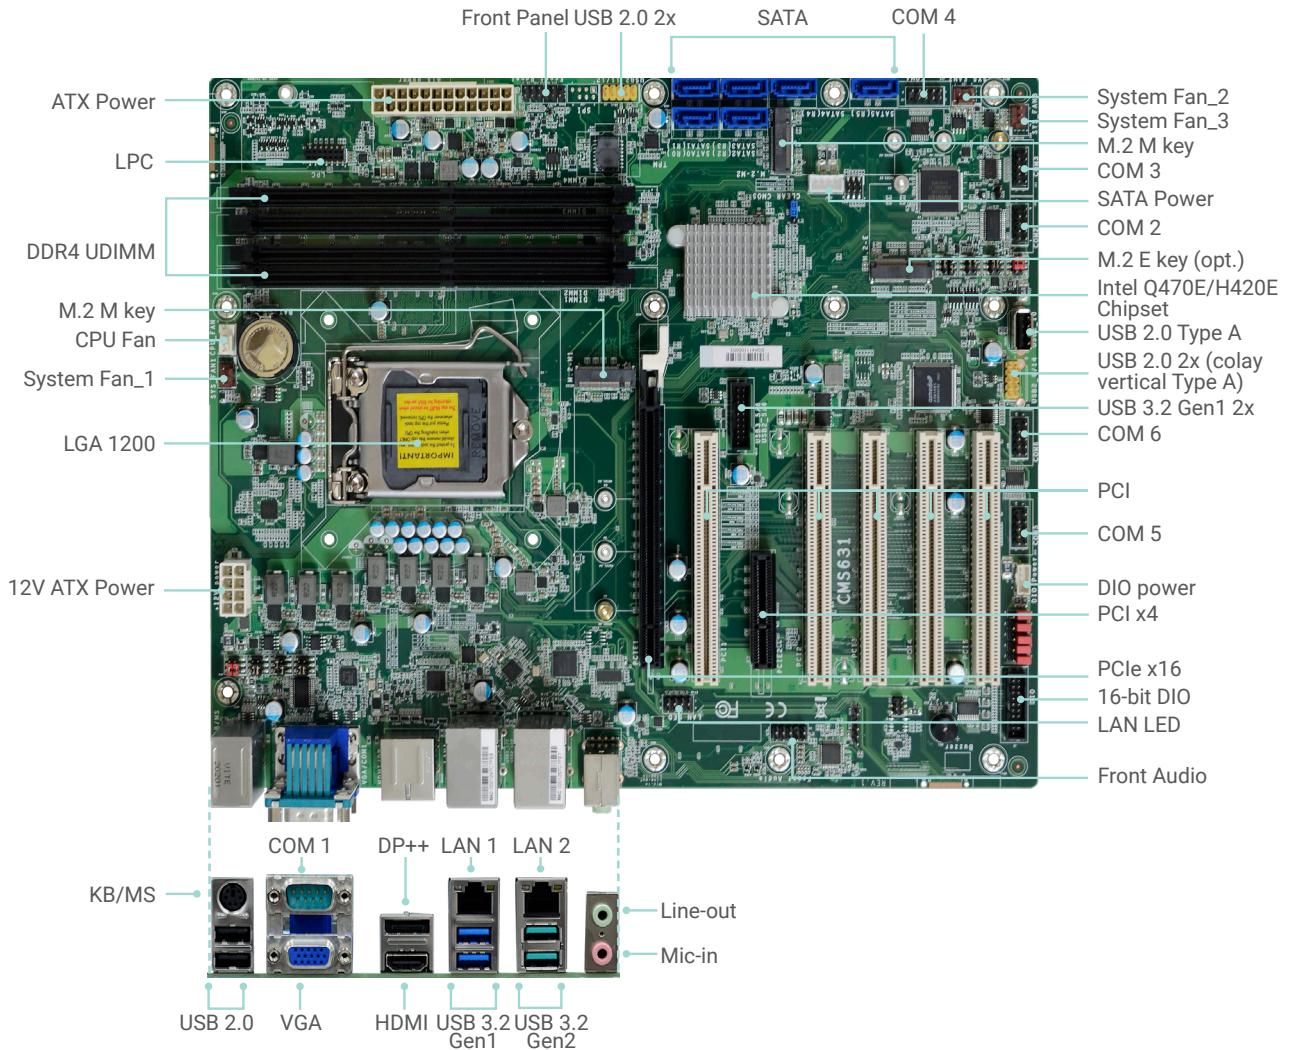 Front Panel USB 2.0 2x
SATA
COM 4
ATX Power
LPC
DDR4 UDIMM
M.2 M key
CPU Fan
System Fan_1
LGA 1200
12V ATX Power
System Fan_2
System Fan_3
M.2 M key
COM 3
SATA Power
COM 2
M.2 E key (opt.)
Intel Q470E/H420E
Chipset
USB 2.0 Type A
USB 2.0 2x (colay
vertical Type A)
USB 3.2 Gen1 2x
COM 6
PCI
COM 5
DIO power
PCI x4
PCIe x16
16-bit DIO
LAN LED
Front Audio
CLEAR CMOS
IMPORTANT!
REMOVE
CMS631
Buzzer
COM 1
DP++
LAN 1
LAN 2
KB/MS
Line-out
Mic-in
USB 2.0
VGA
HDMI
USB 3.2
Gen1
USB 3.2
Gen2